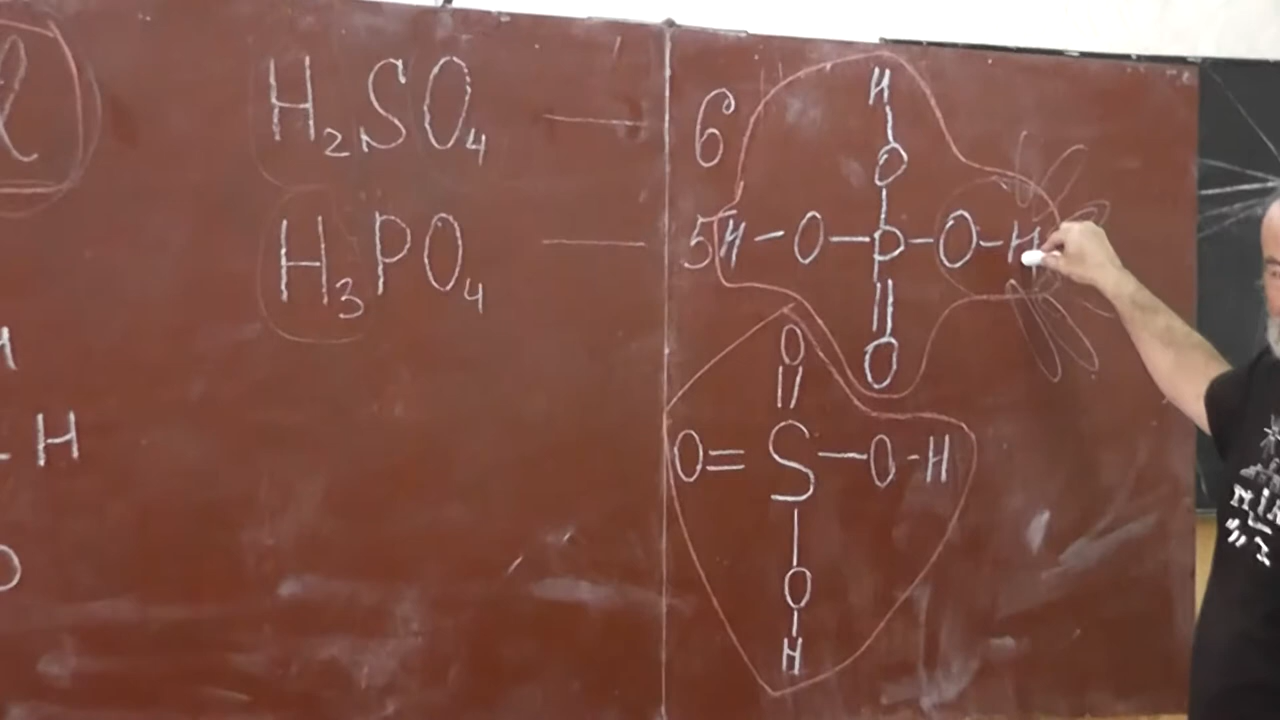 H₂SO₄ — 6
H₃PO₄ — 5
H
O
H-O-P-O-H
O
O
O=S-O-H
O
H
H
O